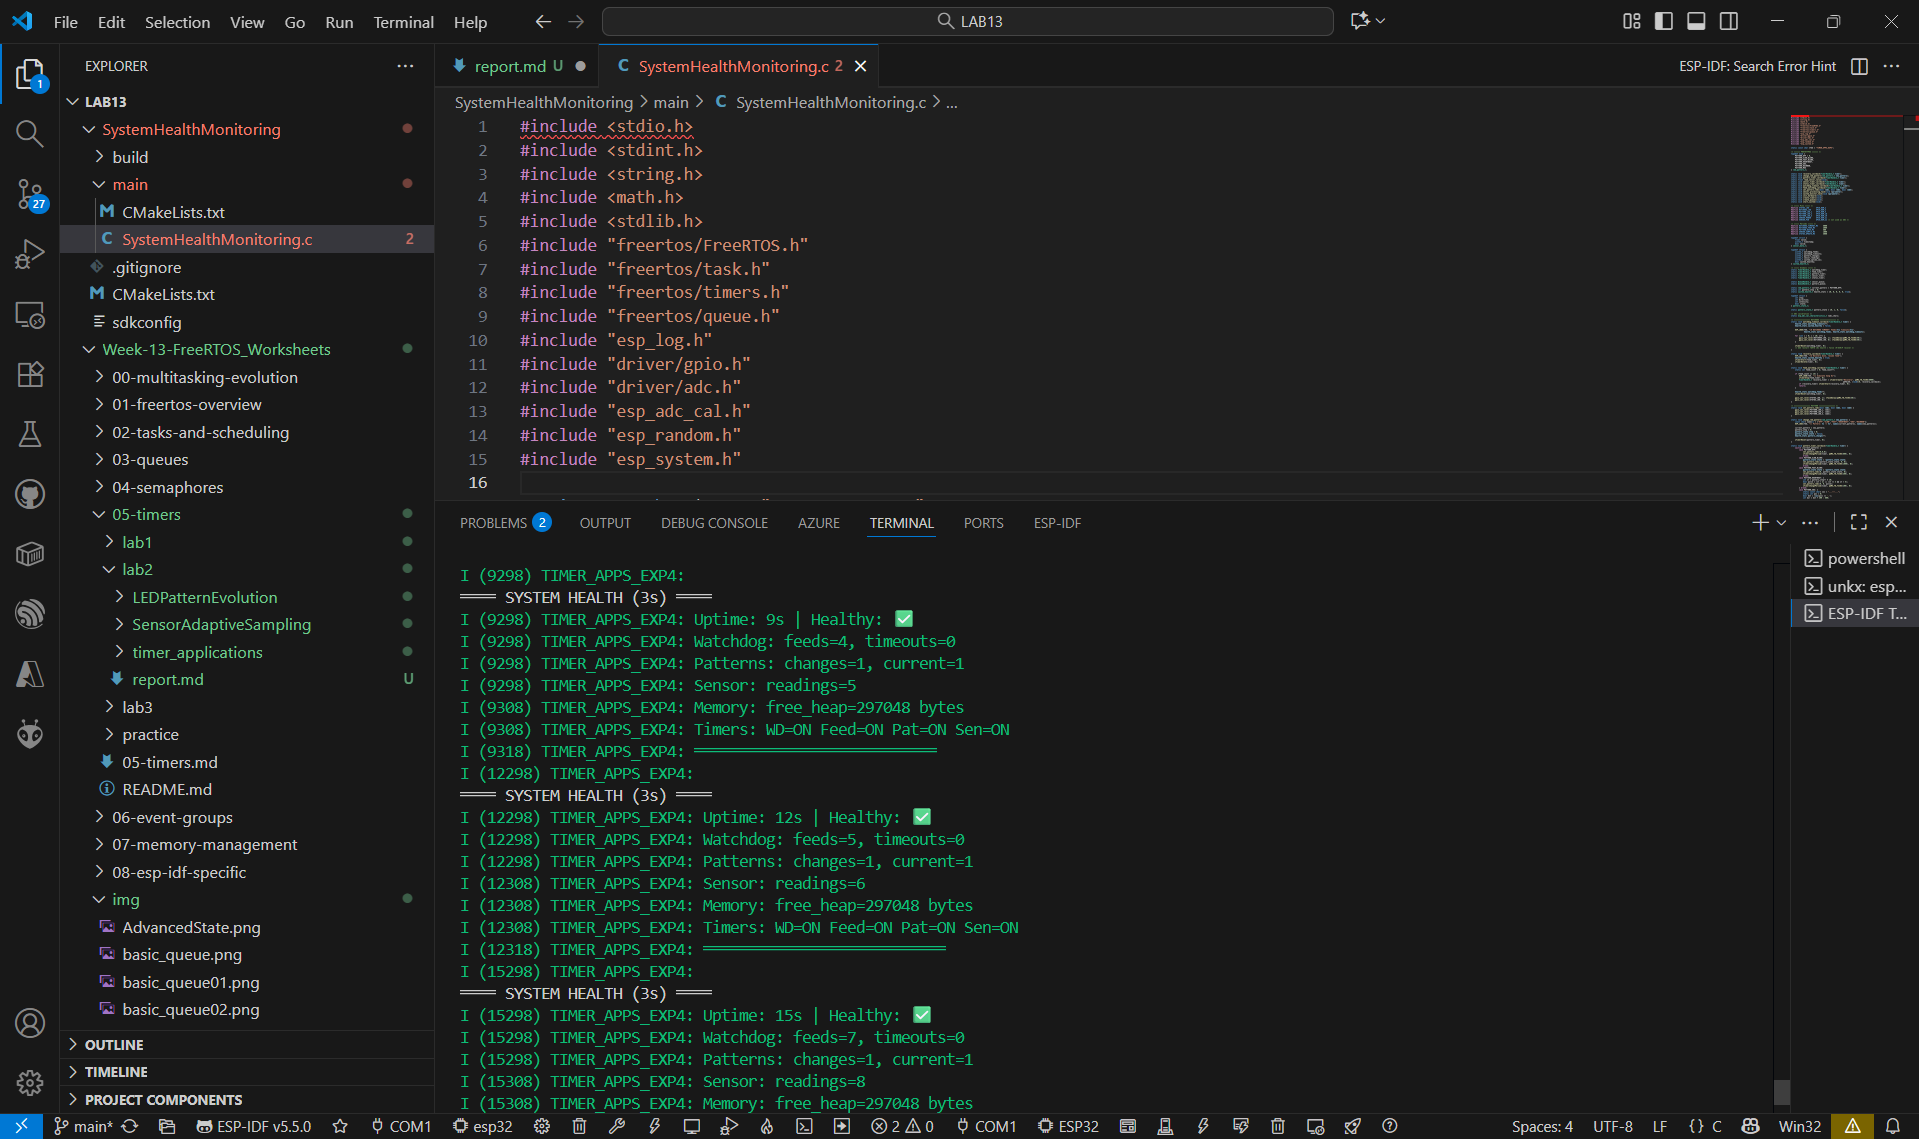 File Edit Selection View Go Run Terminal Help
LAB13
EXPLORER
LAB13
SystemHealthMonitoring
build
main
CMakeLists.txt
SystemHealthMonitoring.c 2
.gitignore
CMakeLists.txt
sdkconfig
Week-13-FreeRTOS_Worksheets
00-multitasking-evolution
01-freertos-overview
02-tasks-and-scheduling
03-queues
04-semaphores
05-timers
lab1
lab2
LEDPatternEvolution
SensorAdaptiveSampling
timer_applications
report.md U
lab3
practice
05-timers.md
README.md
06-event-groups
07-memory-management
08-esp-idf-specific
img
AdvancedState.png
basic_queue.png
basic_queue01.png
basic_queue02.png
OUTLINE
TIMELINE
PROJECT COMPONENTS
1
27
report.md U
SystemHealthMonitoring.c 2
ESP-IDF: Search Error Hint
SystemHealthMonitoring > main > C SystemHealthMonitoring.c > ...
1 #include <stdio.h>
2 #include <stdint.h>
3 #include <string.h>
4 #include <math.h>
5 #include <stdlib.h>
6 #include "freertos/FreeRTOS.h"
7 #include "freertos/task.h"
8 #include "freertos/timers.h"
9 #include "freertos/queue.h"
10 #include "esp_log.h"
11 #include "driver/gpio.h"
12 #include "driver/adc.h"
13 #include "esp_adc_cal.h"
14 #include "esp_random.h"
15 #include "esp_system.h"
16
PROBLEMS 2 OUTPUT DEBUG CONSOLE AZURE TERMINAL PORTS ESP-IDF
I (9298) TIMER_APPS_EXP4:
════ SYSTEM HEALTH (3s) ════
I (9298) TIMER_APPS_EXP4: Uptime: 9s | Healthy: ✅
I (9298) TIMER_APPS_EXP4: Watchdog: feeds=4, timeouts=0
I (9298) TIMER_APPS_EXP4: Patterns: changes=1, current=1
I (9298) TIMER_APPS_EXP4: Sensor: readings=5
I (9308) TIMER_APPS_EXP4: Memory: free_heap=297048 bytes
I (9308) TIMER_APPS_EXP4: Timers: WD=ON Feed=ON Pat=ON Sen=ON
I (9318) TIMER_APPS_EXP4: ═══════════════════════════
I (12298) TIMER_APPS_EXP4:
════ SYSTEM HEALTH (3s) ════
I (12298) TIMER_APPS_EXP4: Uptime: 12s | Healthy: ✅
I (12298) TIMER_APPS_EXP4: Watchdog: feeds=5, timeouts=0
I (12298) TIMER_APPS_EXP4: Patterns: changes=1, current=1
I (12308) TIMER_APPS_EXP4: Sensor: readings=6
I (12308) TIMER_APPS_EXP4: Memory: free_heap=297048 bytes
I (12308) TIMER_APPS_EXP4: Timers: WD=ON Feed=ON Pat=ON Sen=ON
I (12318) TIMER_APPS_EXP4: ═══════════════════════════
I (15298) TIMER_APPS_EXP4:
════ SYSTEM HEALTH (3s) ════
I (15298) TIMER_APPS_EXP4: Uptime: 15s | Healthy: ✅
I (15298) TIMER_APPS_EXP4: Watchdog: feeds=7, timeouts=0
I (15298) TIMER_APPS_EXP4: Patterns: changes=1, current=1
I (15308) TIMER_APPS_EXP4: Sensor: readings=8
I (15308) TIMER_APPS_EXP4: Memory: free_heap=297048 bytes
powershell
unkx: esp...
ESP-IDF T...
main* ESP-IDF v5.5.0 COM1 esp32 2 0 COM1 ESP32 Spaces: 4 UTF-8 LF {} C Win32